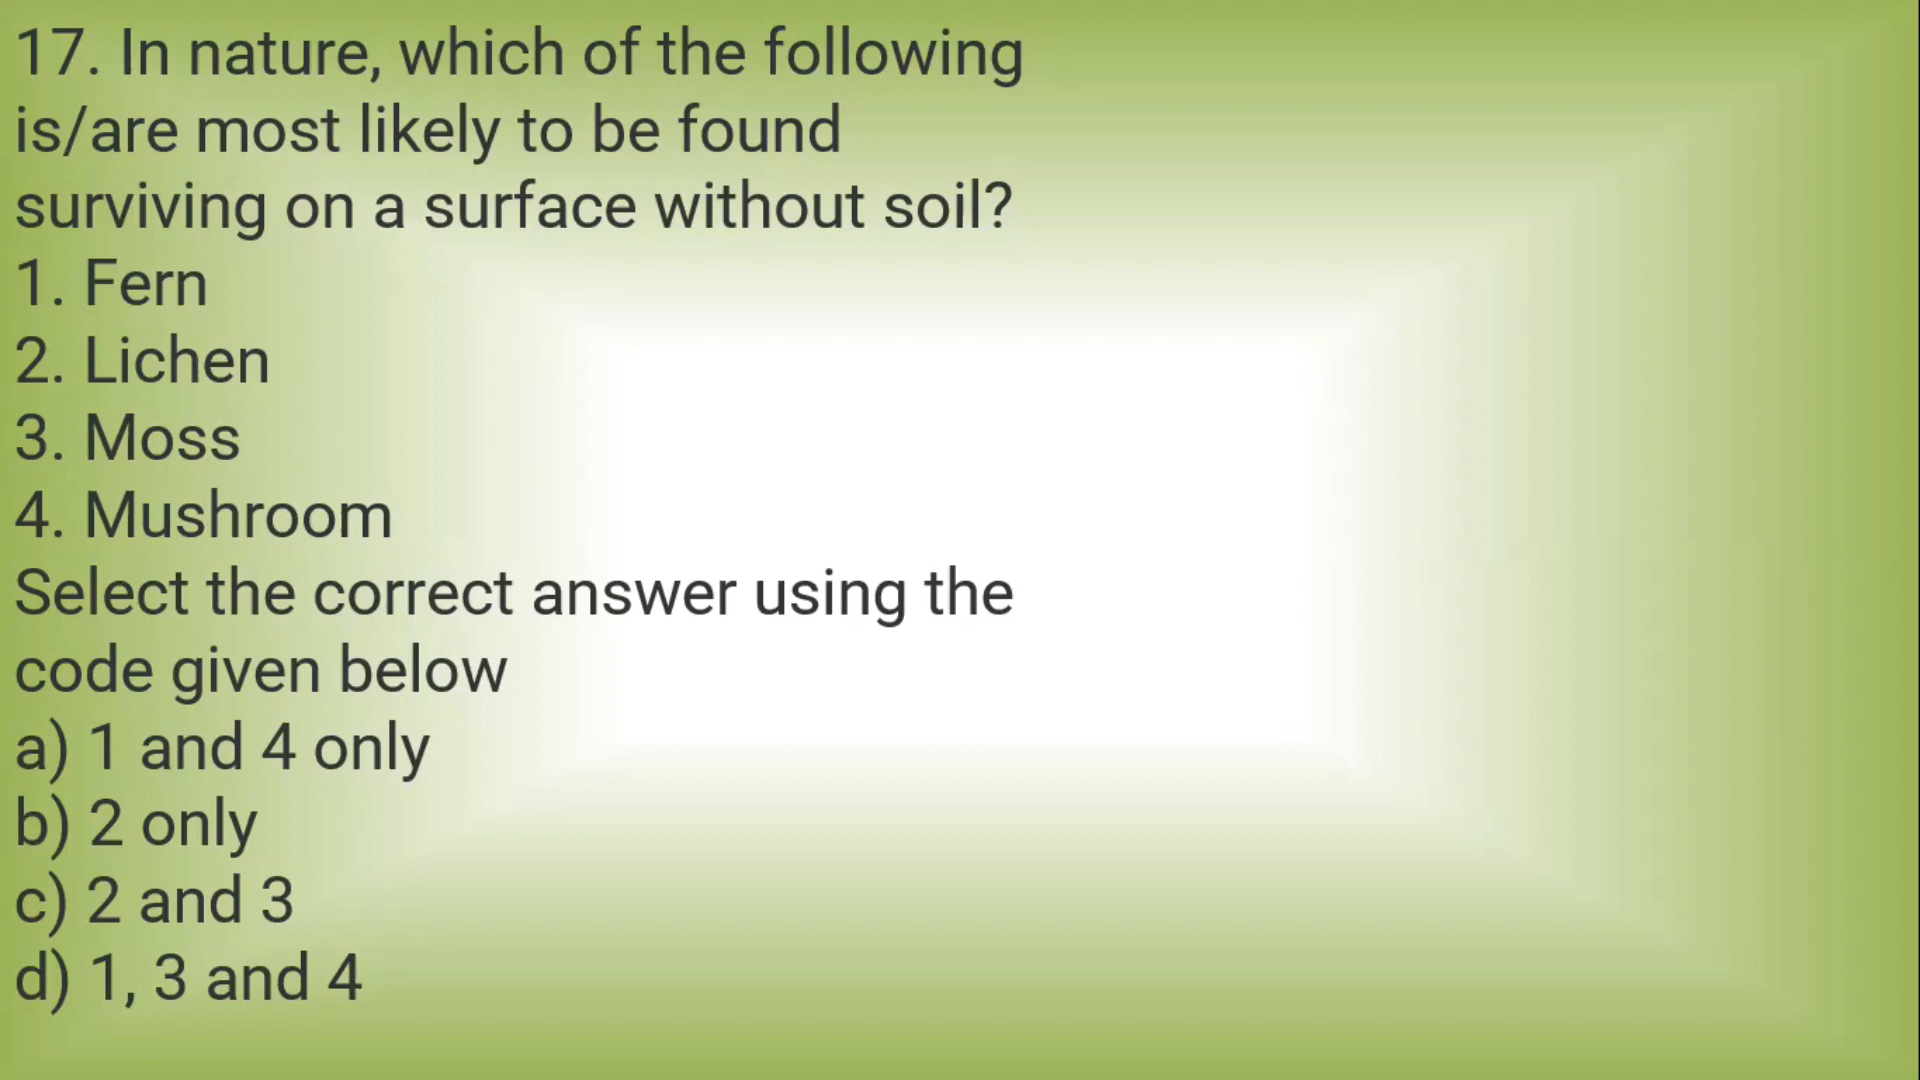 17. In nature, which of the following
is/are most likely to be found
surviving on a surface without soil?
1. Fern
2. Lichen
3. Moss
4. Mushroom
Select the correct answer using the
code given below
a) 1 and 4 only
b) 2 only
c) 2 and 3
d) 1, 3 and 4